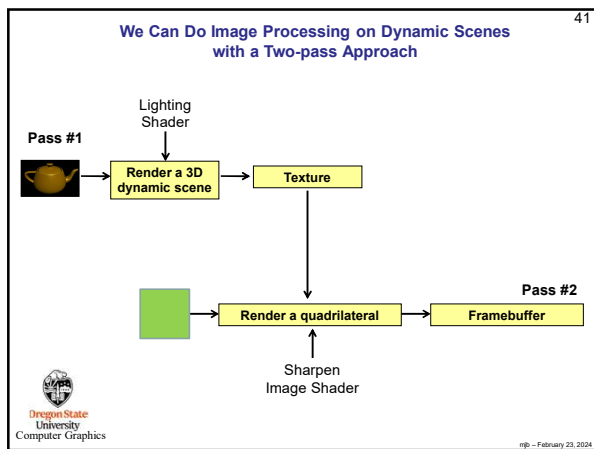 41
We Can Do Image Processing on Dynamic Scenes
with a Two-pass Approach
Lighting
Shader
Pass #1
Render a 3D
dynamic scene
Texture
Pass #2
Render a quadrilateral
Framebuffer
Sharpen
Image Shader
Oregon State
University
Computer Graphics
mjb – February 23, 2024